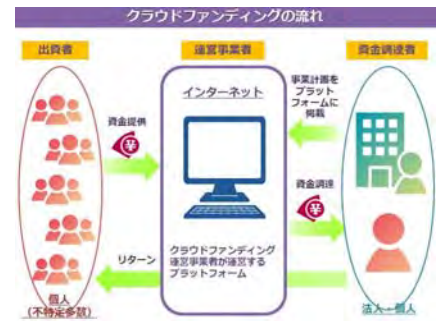 クラウドファンディングの流れ
出資者
運営事業者
資金調達者
インターネット
事業計画を
プラット
フォームに
掲載
資金提供
¥
資金調達
¥
リターン
クラウドファンディング
運営事業者が運営する
プラットフォーム
個人
(不特定多数)
法人・個人